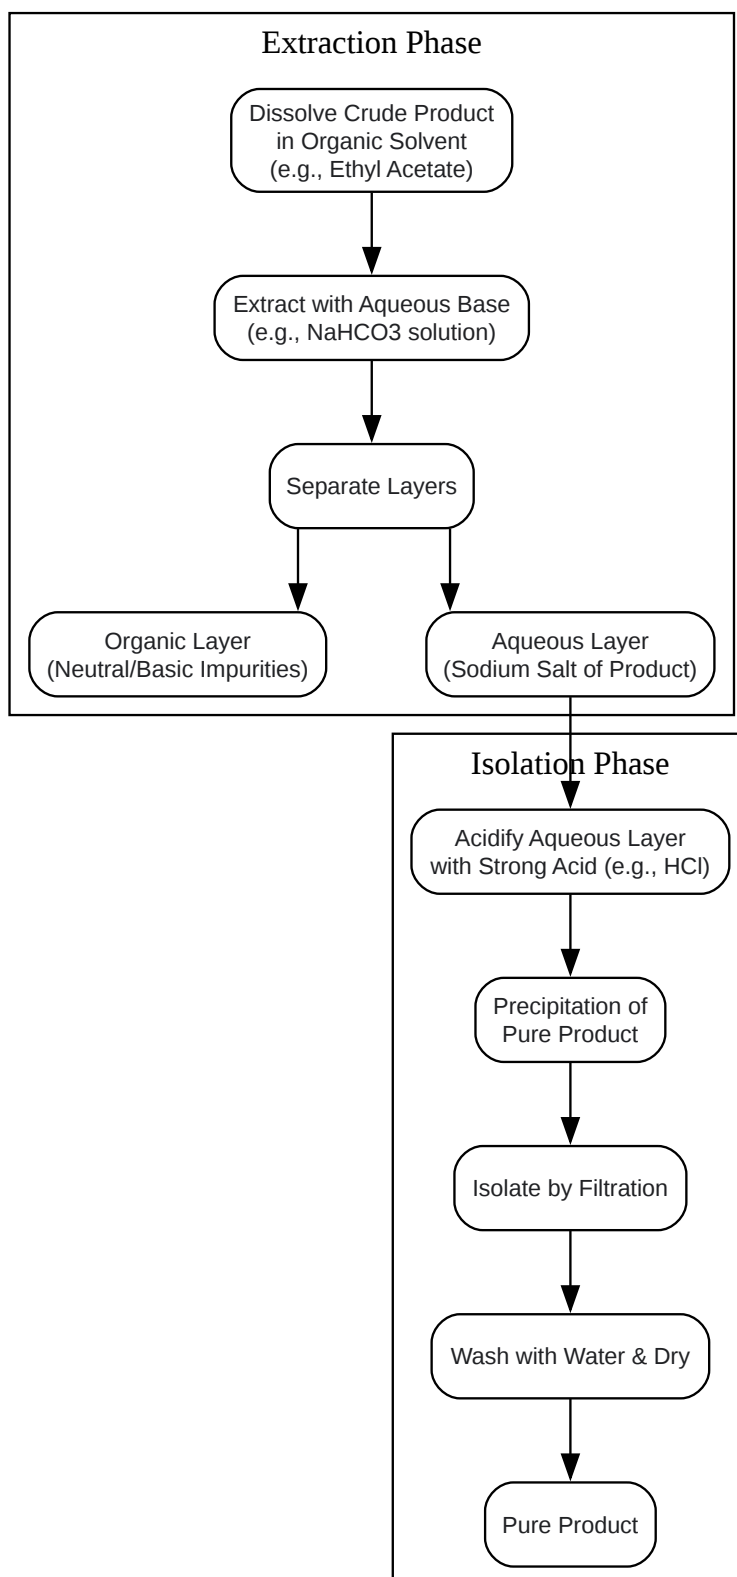 Extraction Phase
Dissolve Crude Product
in Organic Solvent
(e.g., Ethyl Acetate)
Extract with Aqueous Base
(e.g., NaHCO3 solution)
Separate Layers
Organic Layer
(Neutral/Basic Impurities)
Aqueous Layer
(Sodium Salt of Product)
Isolation Phase
Acidify Aqueous Layer
with Strong Acid (e.g., HCl)
Precipitation of
Pure Product
Isolate by Filtration
Wash with Water & Dry
Pure Product